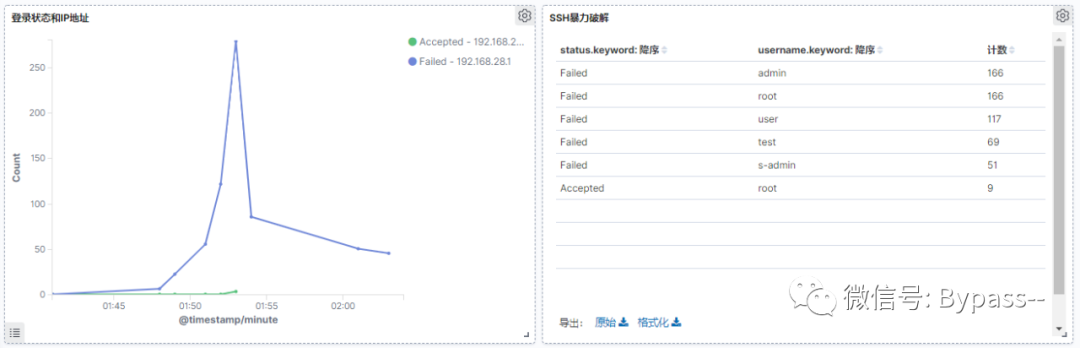 登录状态和IP地址
Accepted - 192.168.2...
Failed - 192.168.28.1
Count
250
200
150
100
50
0
01:45
01:50
01:55
02:00
@timestamp/minute
SSH暴力破解
status.keyword: 降序 username.keyword: 降序 计数
Failed admin 166
Failed root 166
Failed user 117
Failed test 69
Failed s-admin 51
Accepted root 9
导出: 原始 格式化
微信号: Bypass--